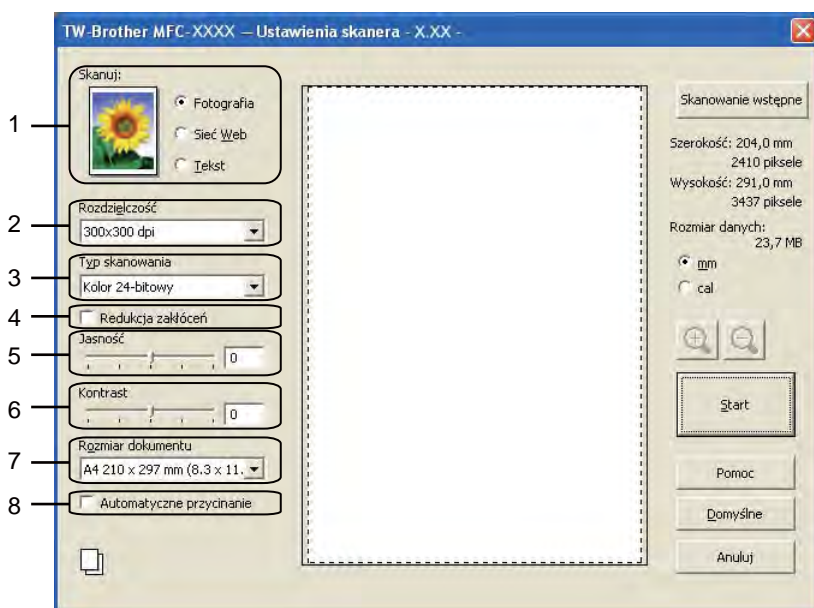 TW-Brother MFC-XXXX – Ustawienia skanera - X.XX -
1
Skanuj:
Fotografia
Sieć Web
Tekst
2
Rozdzielczość
300x300 dpi
3
Typ skanowania
Kolor 24-bitowy
4
Redukcja zakłóceń
5
Jasność
0
6
Kontrast
0
7
Rozmiar dokumentu
A4 210 x 297 mm (8.3 x 11.
8
Automatyczne przycinanie
Skanowanie wstępne
Szerokość: 204,0 mm
2410 piksele
Wysokość: 291,0 mm
3437 piksele
Rozmiar danych:
23,7 MB
mm
cal
Start
Pomoc
Domyślne
Anuluj